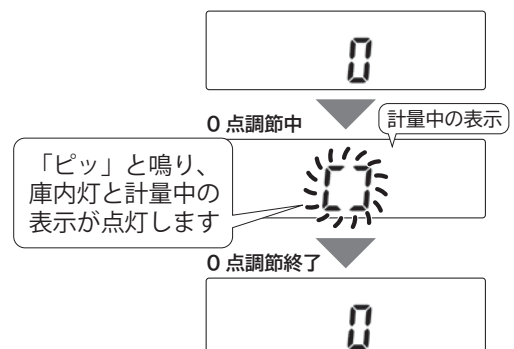 0
0 点調節中
計量中の表示
「ピッ」と鳴り、
庫内灯と計量中の
表示が点灯します
0 点調節終了
0